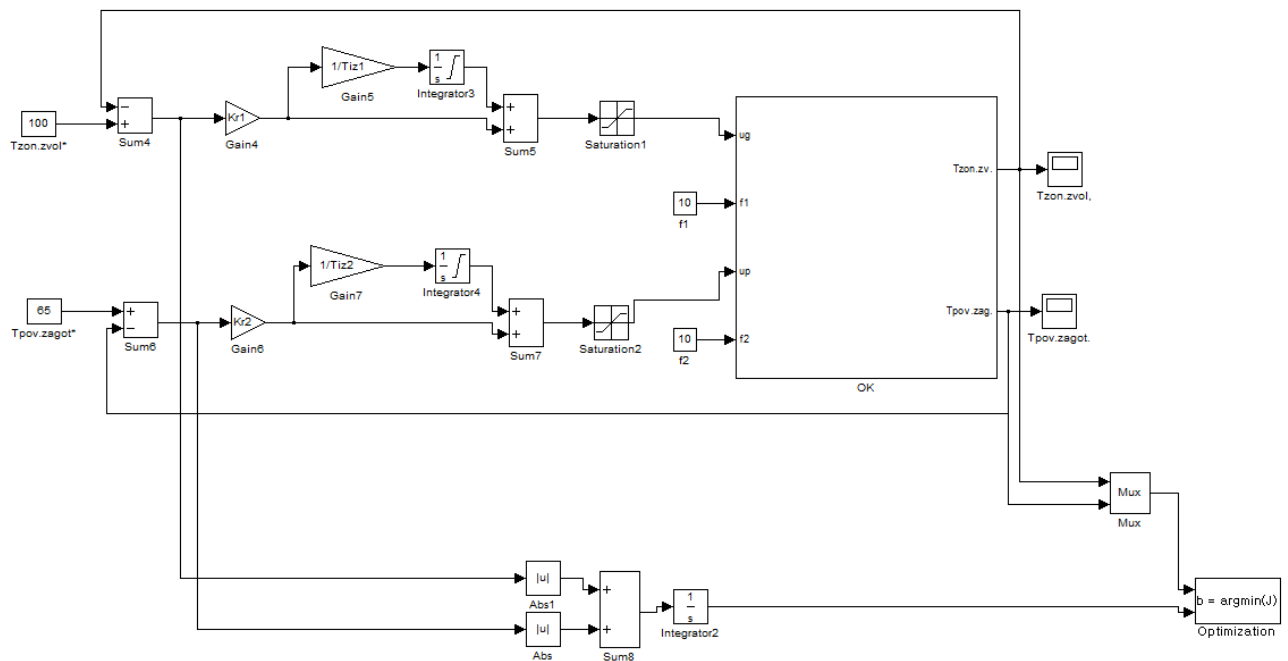 1/Tiz1
Gain5
1
s
Integrator3
−
+
100
Tzon.zvol*
Sum4
Kr1
Gain4
+
+
Sum5
Saturation1
ug
Tzon.zv.
Tzon.zvol,
10
f1
f1
1/Tiz2
Gain7
1
s
Integrator4
up
65
Tpov.zagot*
+
−
Sum6
Kr2
Gain6
+
+
Sum7
Saturation2
Tpov.zag.
Tpov.zagot.
10
f2
f2
OK
Mux
Mux
|u|
Abs1
|u|
Abs
+
+
Sum8
1
s
Integrator2
b = argmin(J)
Optimization